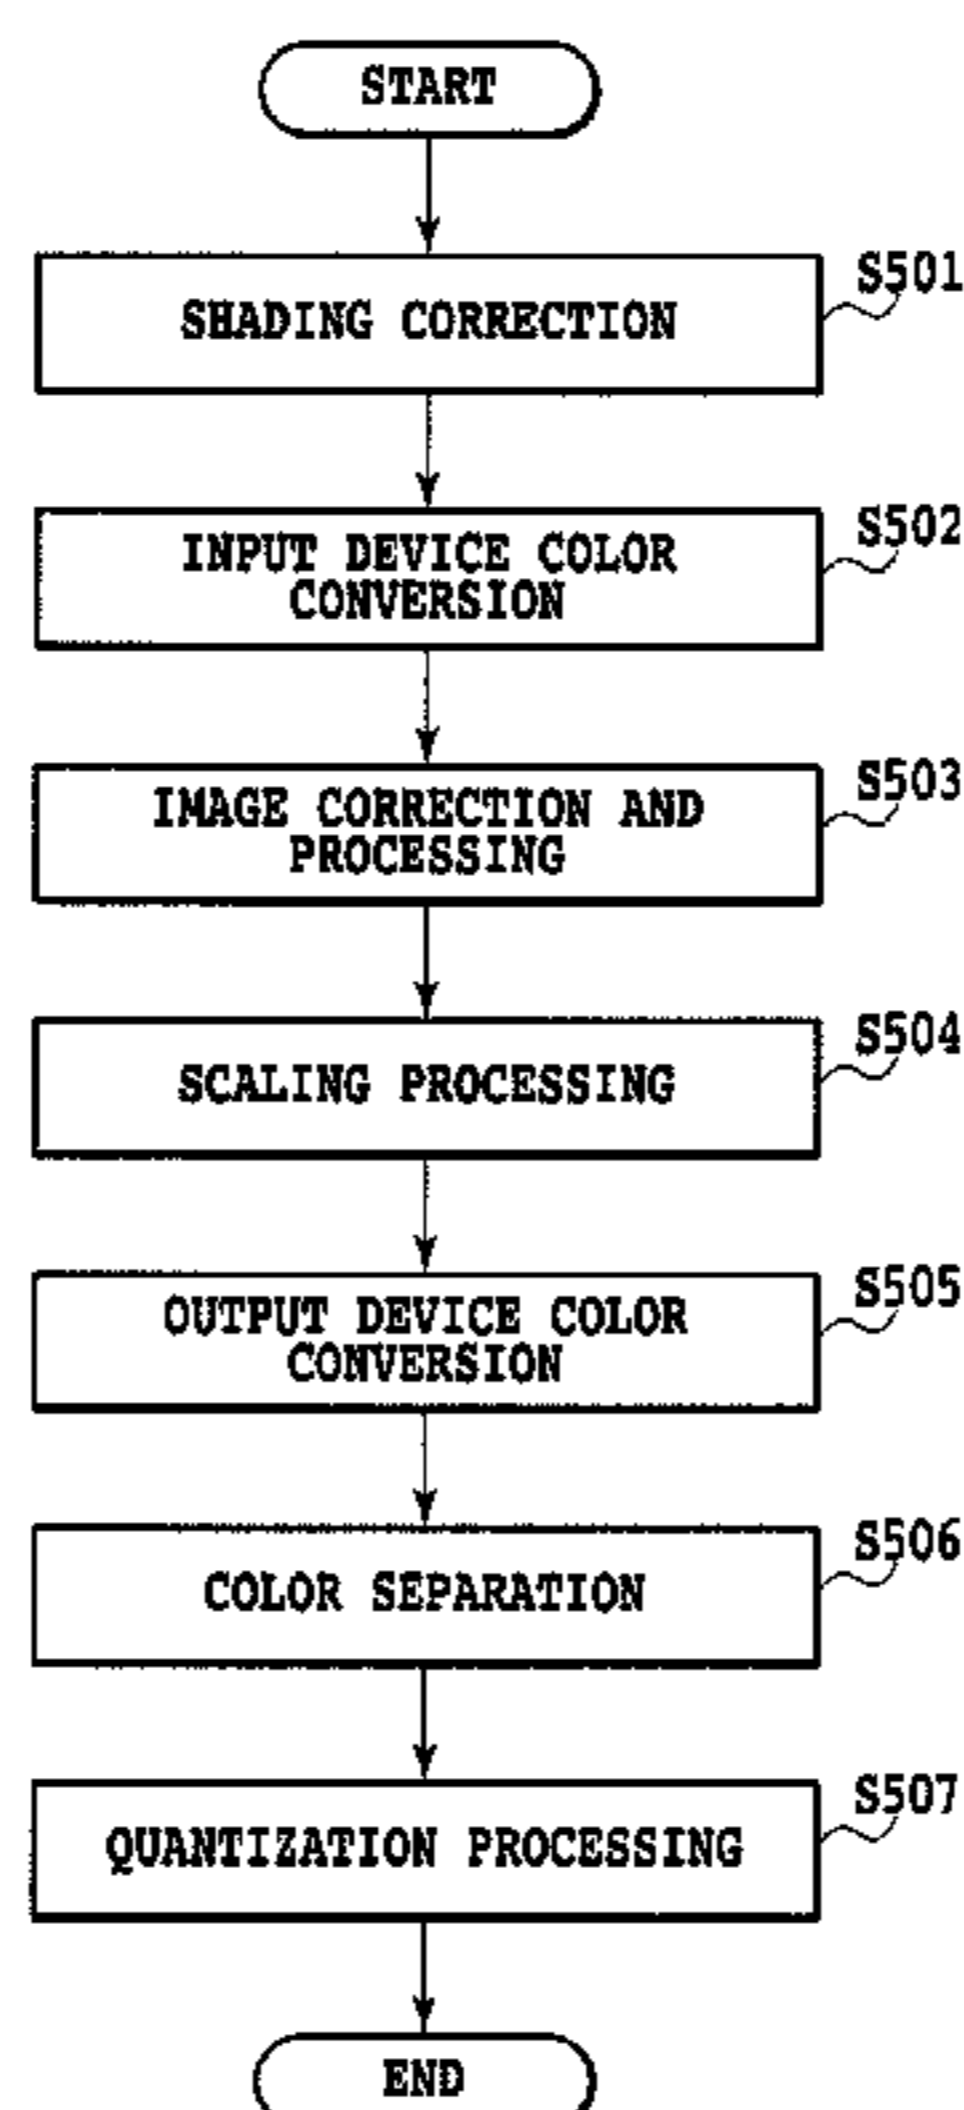 START
S501
SHADING CORRECTION
S502
INPUT DEVICE COLOR
CONVERSION
S503
IMAGE CORRECTION AND
PROCESSING
S504
SCALING PROCESSING
S505
OUTPUT DEVICE COLOR
CONVERSION
S506
COLOR SEPARATION
S507
QUANTIZATION PROCESSING
END